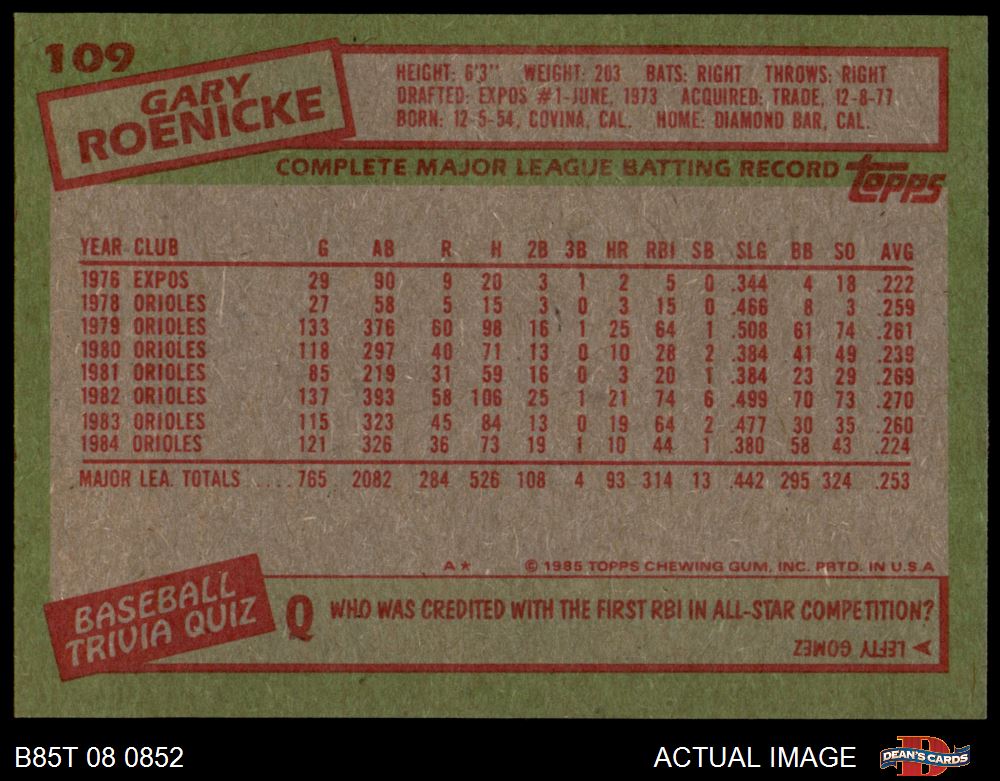 109
GARY
ROENICKE
HEIGHT: 6'3" WEIGHT: 203 BATS: RIGHT THROWS: RIGHT
DRAFTED: EXPOS #1-JUNE, 1973 ACQUIRED: TRADE, 12-8-77
BORN: 12-5-54, COVINA, CAL. HOME: DIAMOND BAR, CAL.
COMPLETE MAJOR LEAGUE BATTING RECORD
topps
YEAR CLUB G AB R H 2B 3B HR RBI SB SLG BB SO AVG
1976 EXPOS 29 90 9 20 3 1 2 5 0 .344 4 18 .222
1978 ORIOLES 27 58 5 15 3 0 3 15 0 .466 8 3 .259
1979 ORIOLES 133 376 60 98 16 1 25 64 1 .508 61 74 .261
1980 ORIOLES 118 297 40 71 13 0 10 28 2 .384 41 49 .239
1981 ORIOLES 85 219 31 59 16 0 3 20 1 .384 23 29 .269
1982 ORIOLES 137 393 58 106 25 1 21 74 6 .499 70 73 .270
1983 ORIOLES 115 323 45 84 13 0 19 64 2 .477 30 35 .260
1984 ORIOLES 121 326 36 73 19 1 10 44 1 .380 58 43 .224
MAJOR LEA. TOTALS .... 765 2082 284 526 108 4 93 314 13 .442 295 324 .253
A* © 1985 TOPPS CHEWING GUM, INC. PRTD. IN U.S.A
BASEBALL
TRIVIA QUIZ
Q WHO WAS CREDITED WITH THE FIRST RBI IN ALL-STAR COMPETITION?
A LEFTY GOMEZ
B85T 08 0852
ACTUAL IMAGE
DEAN'S CARDS